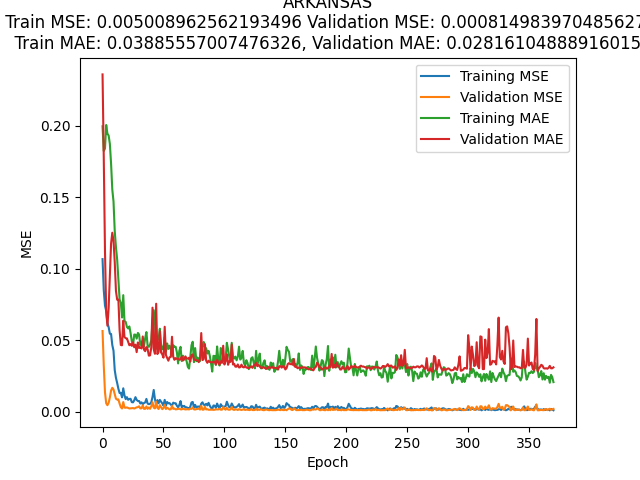 ARKANSAS
Train MSE: 0.005008962562193496 Validation MSE: 0.000814983970485627
Train MAE: 0.03885557007476326, Validation MAE: 0.02816104888916015
Training MSE
Validation MSE
Training MAE
Validation MAE
MSE
0.20
0.15
0.10
0.05
0.00
0 50 100 150 200 250 300 350
Epoch